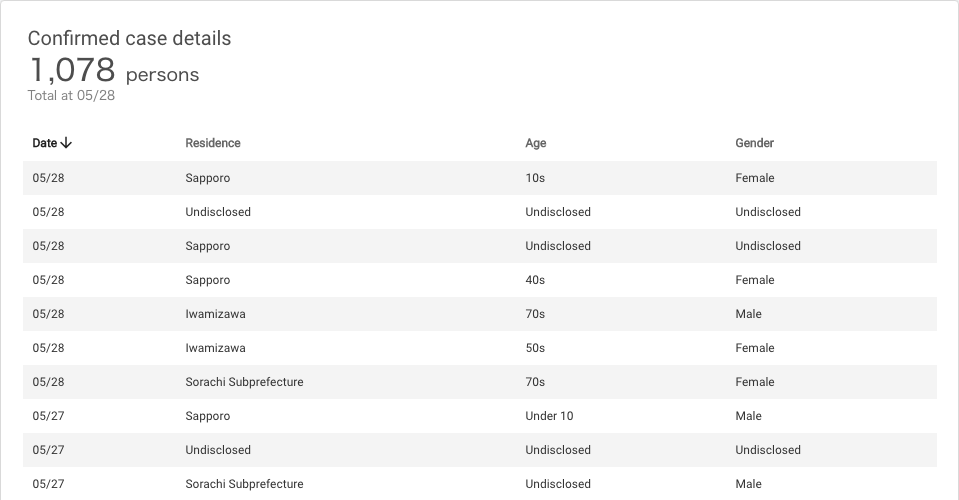 Confirmed case details
1,078 persons
Total at 05/28
Date Residence Age Gender
05/28 Sapporo 10s Female
05/28 Undisclosed Undisclosed Undisclosed
05/28 Sapporo Undisclosed Undisclosed
05/28 Sapporo 40s Female
05/28 Iwamizawa 70s Male
05/28 Iwamizawa 50s Female
05/28 Sorachi Subprefecture 70s Female
05/27 Sapporo Under 10 Male
05/27 Undisclosed Undisclosed Undisclosed
05/27 Sorachi Subprefecture Undisclosed Male